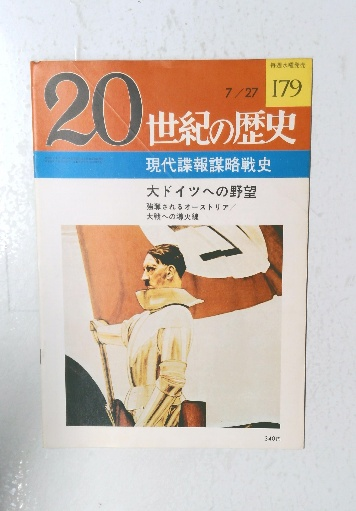 毎週水曜発売
7/27
179
20世紀の歴史
現代諜報謀略戦史
大ドイツへの野望
強奪されるオーストリア/
大戦への導火線
340円